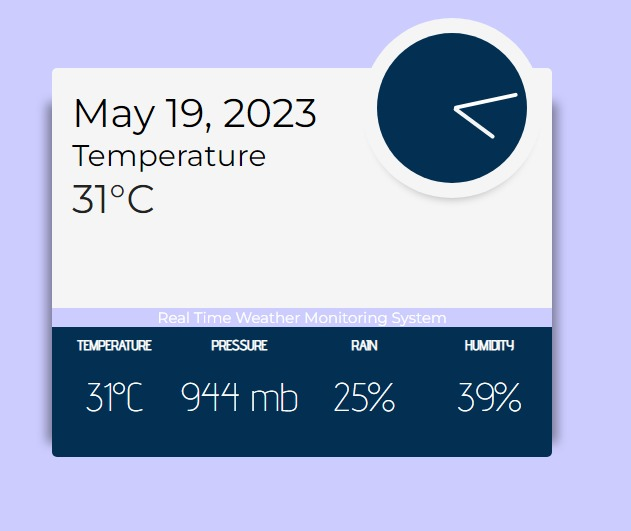 May 19, 2023
Temperature
31°C
Real Time Weather Monitoring System
TEMPERATURE PRESSURE RAIN HUMIDITY
31°C 944 mb 25% 39%